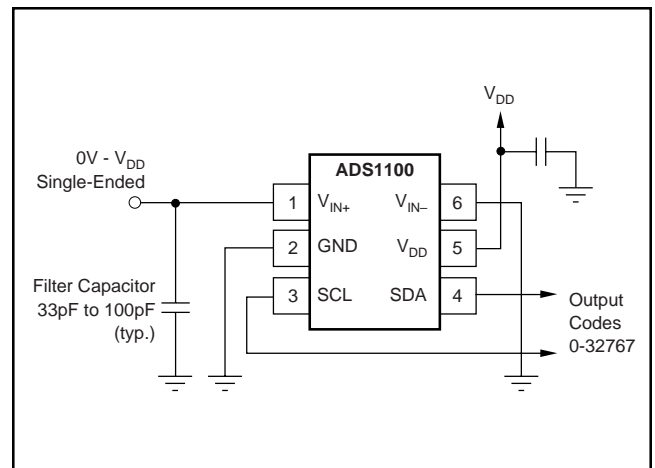 V_DD
0V - V_DD
Single-Ended
ADS1100
1 V_IN+ V_IN– 6
2 GND V_DD 5
3 SCL SDA 4
Filter Capacitor
33pF to 100pF
(typ.)
Output
Codes
0-32767